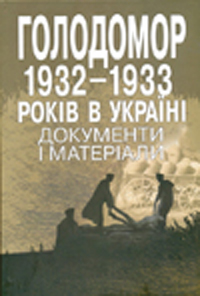 ГОЛОДОМОР
1932–1933
РОКІВ В УКРАЇНІ
ДОКУМЕНТИ
І МАТЕРІАЛИ